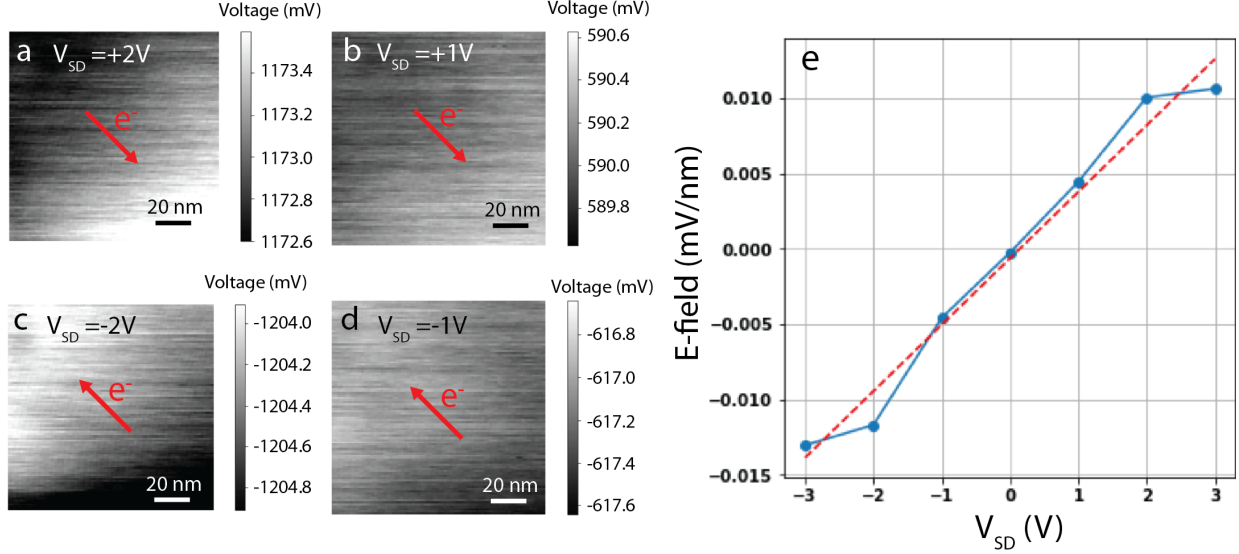 Voltage (mV)
a
V_SD =+2V
e-
20 nm
1173.4
1173.2
1173.0
1172.8
1172.6
Voltage (mV)
b
V_SD =+1V
e-
20 nm
590.6
590.4
590.2
590.0
589.8
Voltage (mV)
c
V_SD =-2V
e-
20 nm
-1204.0
-1204.2
-1204.4
-1204.6
-1204.8
Voltage (mV)
d
V_SD =-1V
e-
20 nm
-616.8
-617.0
-617.2
-617.4
-617.6
e
E-field (mV/nm)
0.010
0.005
0.000
−0.005
−0.010
−0.015
−3 −2 −1 0 1 2 3
V_SD (V)